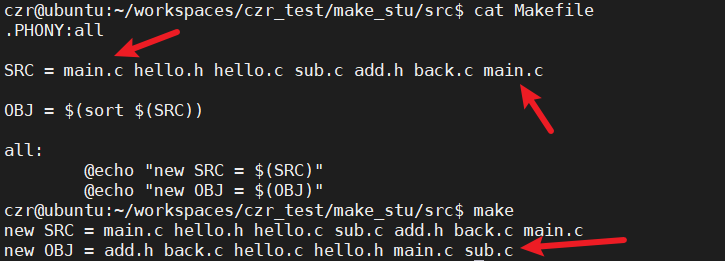 czr@ubuntu:~/workspaces/czr_test/make_stu/src$ cat Makefile
.PHONY:all
SRC = main.c hello.h hello.c sub.c add.h back.c main.c
OBJ = $(sort $(SRC))
all:
@echo "new SRC = $(SRC)"
@echo "new OBJ = $(OBJ)"
czr@ubuntu:~/workspaces/czr_test/make_stu/src$ make
new SRC = main.c hello.h hello.c sub.c add.h back.c main.c
new OBJ = add.h back.c hello.c hello.h main.c sub.c